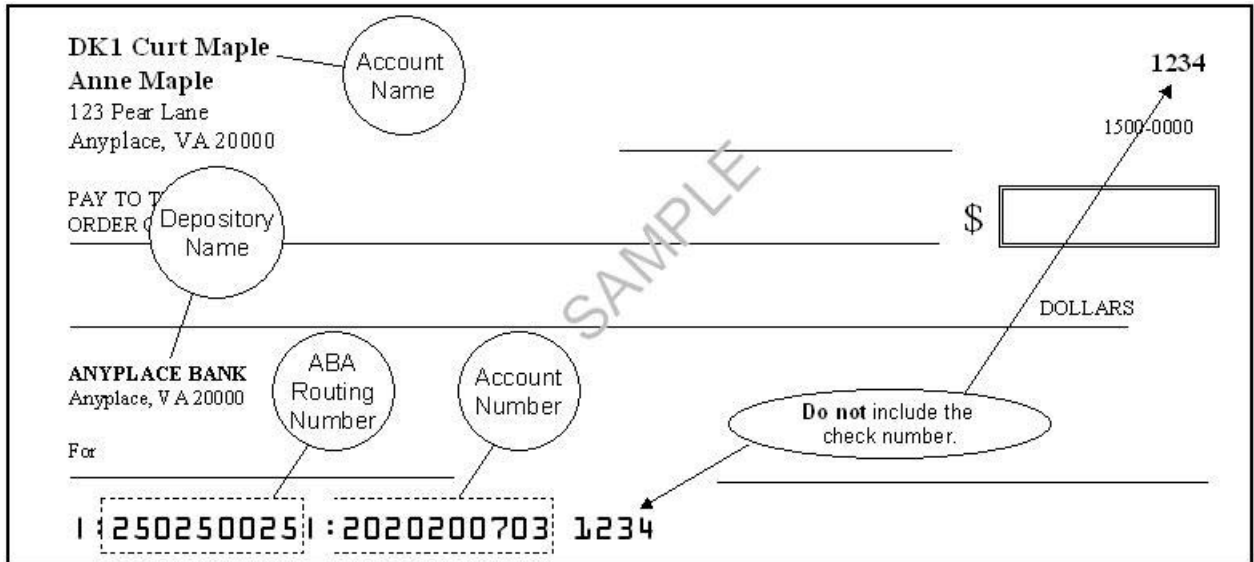 DK1 Curt Maple
Anne Maple
123 Pear Lane
Anyplace, VA 20000
Account
Name
1234
1500-0000
PAY TO T
ORDER O
Depository
Name
$
SAMPLE
DOLLARS
ANYPLACE BANK
Anyplace, VA 20000
ABA
Routing
Number
Account
Number
Do not include the
check number.
For
|:250250025|:2020200703 1234